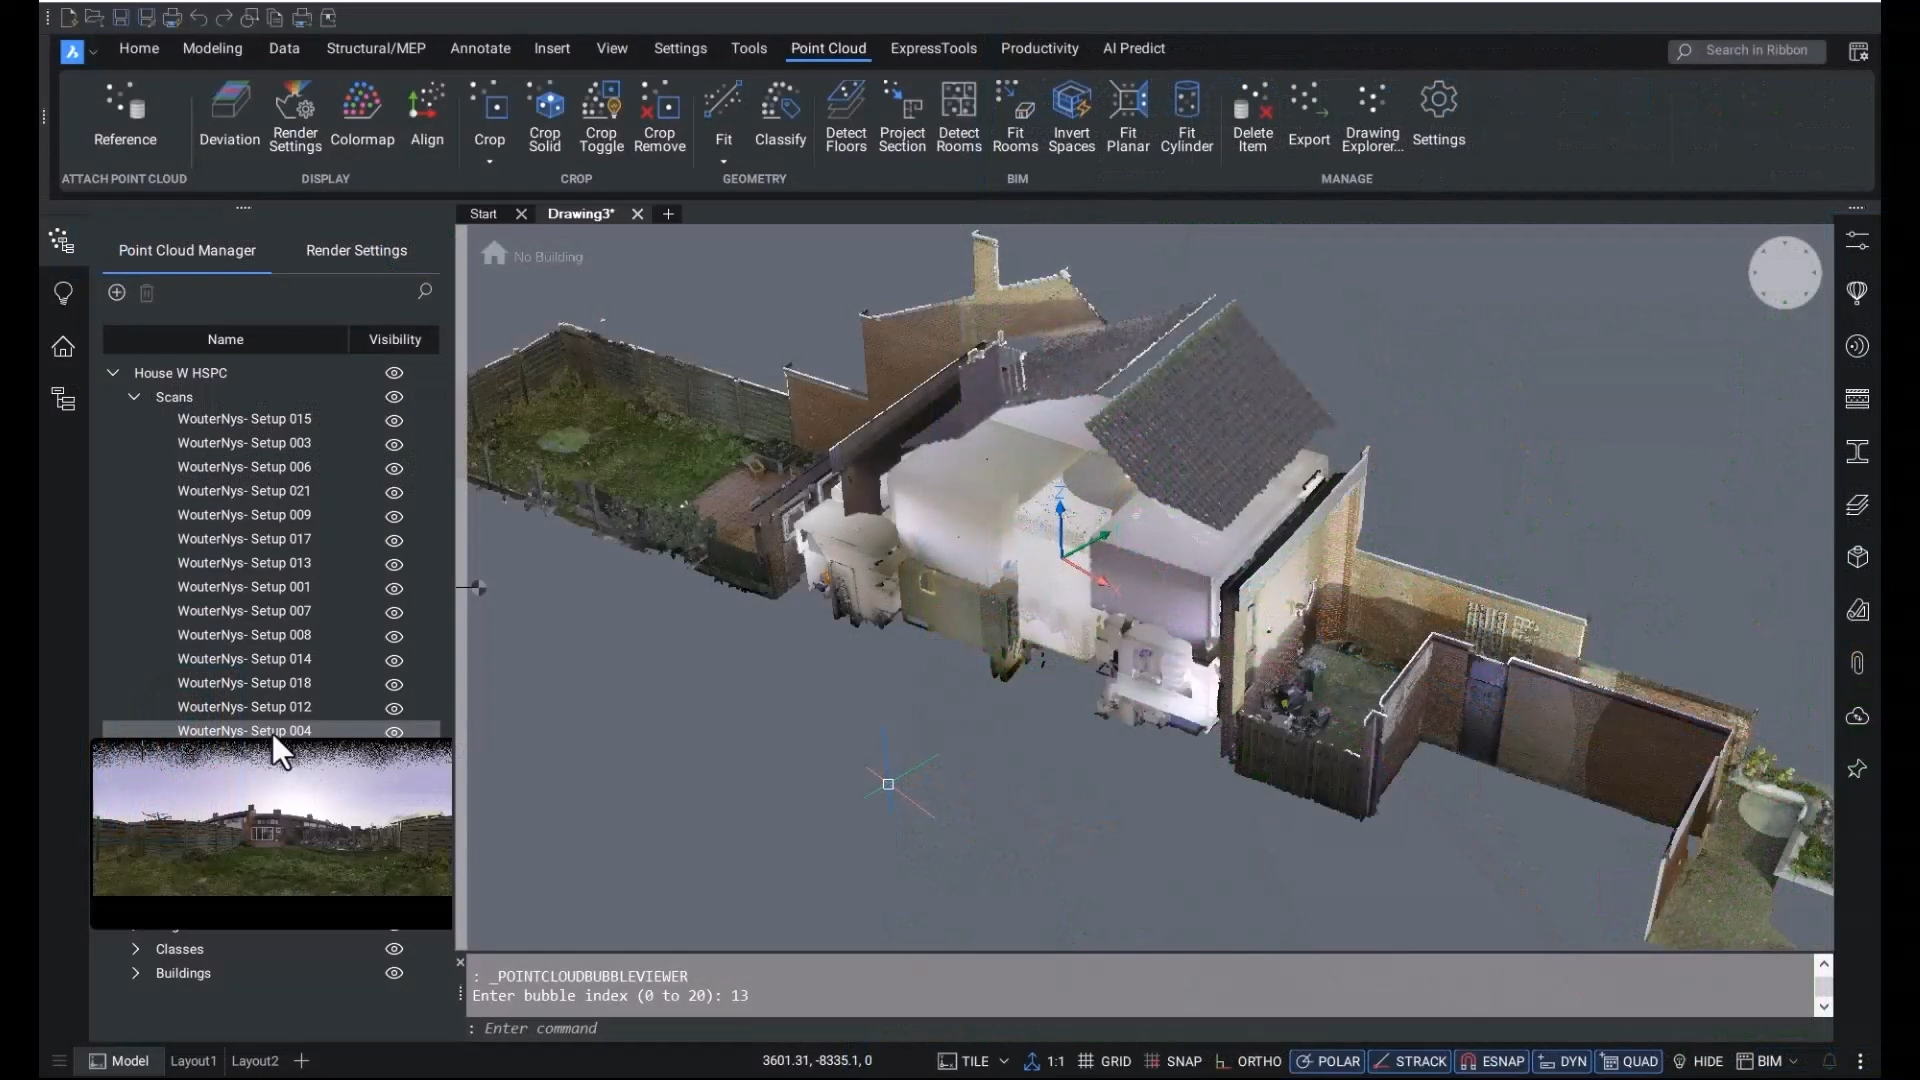 Home Modeling Data Structural/MEP Annotate Insert View Settings Tools Point Cloud ExpressTools Productivity AI Predict
Search in Ribbon
Reference
Deviation
Render Settings
Colormap
Align
Crop
Crop Solid
Crop Toggle
Crop Remove
Fit
Classify
Detect Floors
Project Section
Detect Rooms
Fit Rooms
Invert Spaces
Fit Planar
Fit Cylinder
Delete Item
Export
Drawing Explorer...
Settings
ATTACH POINT CLOUD DISPLAY CROP GEOMETRY BIM MANAGE
Start Drawing3*
Point Cloud Manager Render Settings
No Building
Name Visibility
House W HSPC
Scans
WouterNys- Setup 015
WouterNys- Setup 003
WouterNys- Setup 006
WouterNys- Setup 021
WouterNys- Setup 009
WouterNys- Setup 017
WouterNys- Setup 013
WouterNys- Setup 001
WouterNys- Setup 007
WouterNys- Setup 008
WouterNys- Setup 014
WouterNys- Setup 018
WouterNys- Setup 012
WouterNys- Setup 004
Classes
Buildings
Z
X
: _POINTCLOUDBUBBLEVIEWER
Enter bubble index (0 to 20): 13
: Enter command
Model Layout1 Layout2
3601.31, -8335.1, 0 TILE 1:1 GRID SNAP ORTHO POLAR STRACK ESNAP DYN QUAD HIDE BIM